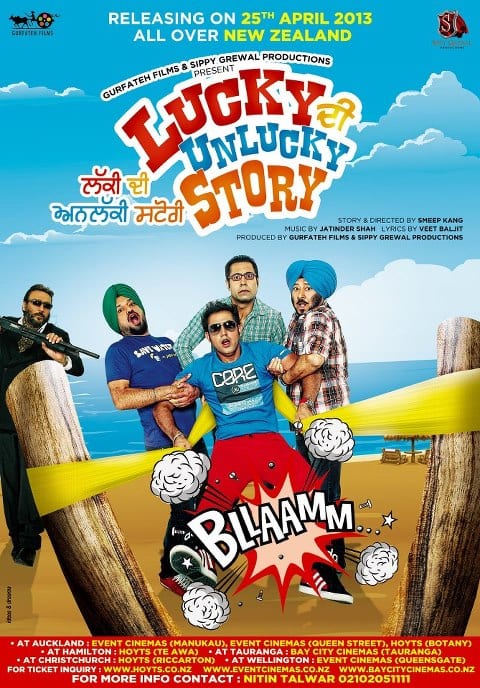 GURFATEH FILMS
RELEASING ON 25TH APRIL 2013
ALL OVER NEW ZEALAND
GURFATEH FILMS & SIPPY GREWAL PRODUCTIONS
PRESENT
LUCKY ਦੀ
UNLUCKY
STORY
ਲੱਕੀ ਦੀ
ਅਨਲੱਕੀ ਸਟੋਰੀ
STORY & DIRECTED BY SMEEP KANG
MUSIC BY JATINDER SHAH LYRICS BY VEET BALJIT
PRODUCED BY GURFATEH FILMS & SIPPY GREWAL PRODUCTIONS
CORE
BLLAAMM
• AT AUCKLAND : EVENT CINEMAS (MANUKAU), EVENT CINEMAS (QUEEN STREET), HOYTS (BOTANY)
• AT HAMILTON : HOYTS (TE AWA) • AT TAURANGA : BAY CITY CINEMAS (TAURANGA)
• AT CHRISTCHURCH : HOYTS (RICCARTON) • AT WELLINGTON : EVENT CINEMAS (QUEENSGATE)
FOR TICKET INQUIRY : WWW.HOYTS.CO.NZ WWW.EVENTCINEMAS.CO.NZ WWW.BAYCITYCINEMAS.CO.NZ
FOR MORE INFO CONTACT : NITIN TALWAR 02102051111